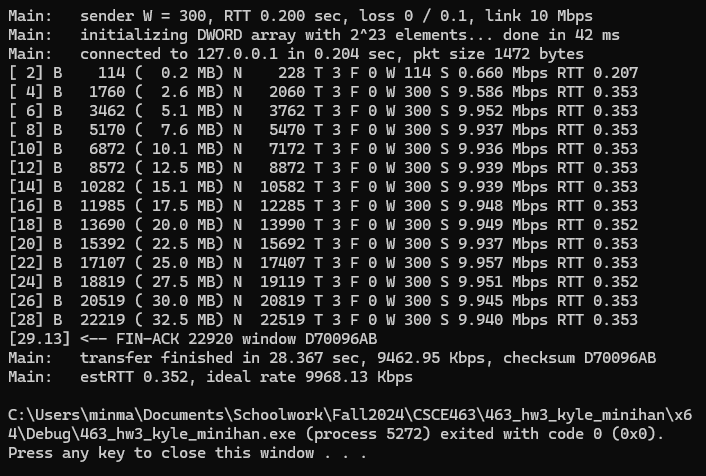 Main:   sender W = 300, RTT 0.200 sec, loss 0 / 0.1, link 10 Mbps
Main:   initializing DWORD array with 2^23 elements... done in 42 ms
Main:   connected to 127.0.0.1 in 0.204 sec, pkt size 1472 bytes
[ 2] B    114 (  0.2 MB) N    228 T 3 F 0 W 114 S 0.660 Mbps RTT 0.207
[ 4] B   1760 (  2.6 MB) N   2060 T 3 F 0 W 300 S 9.586 Mbps RTT 0.353
[ 6] B   3462 (  5.1 MB) N   3762 T 3 F 0 W 300 S 9.952 Mbps RTT 0.353
[ 8] B   5170 (  7.6 MB) N   5470 T 3 F 0 W 300 S 9.937 Mbps RTT 0.353
[10] B   6872 ( 10.1 MB) N   7172 T 3 F 0 W 300 S 9.936 Mbps RTT 0.353
[12] B   8572 ( 12.5 MB) N   8872 T 3 F 0 W 300 S 9.939 Mbps RTT 0.353
[14] B  10282 ( 15.1 MB) N  10582 T 3 F 0 W 300 S 9.939 Mbps RTT 0.353
[16] B  11985 ( 17.5 MB) N  12285 T 3 F 0 W 300 S 9.948 Mbps RTT 0.353
[18] B  13690 ( 20.0 MB) N  13990 T 3 F 0 W 300 S 9.949 Mbps RTT 0.352
[20] B  15392 ( 22.5 MB) N  15692 T 3 F 0 W 300 S 9.937 Mbps RTT 0.353
[22] B  17107 ( 25.0 MB) N  17407 T 3 F 0 W 300 S 9.957 Mbps RTT 0.353
[24] B  18819 ( 27.5 MB) N  19119 T 3 F 0 W 300 S 9.951 Mbps RTT 0.352
[26] B  20519 ( 30.0 MB) N  20819 T 3 F 0 W 300 S 9.945 Mbps RTT 0.353
[28] B  22219 ( 32.5 MB) N  22519 T 3 F 0 W 300 S 9.940 Mbps RTT 0.353
[29.13] <-- FIN-ACK 22920 window D70096AB
Main:   transfer finished in 28.367 sec, 9462.95 Kbps, checksum D70096AB
Main:   estRTT 0.352, ideal rate 9968.13 Kbps
C:\Users\minma\Documents\Schoolwork\Fall2024\CSCE463\463_hw3_kyle_minihan\x6
4\Debug\463_hw3_kyle_minihan.exe (process 5272) exited with code 0 (0x0).
Press any key to close this window . . .